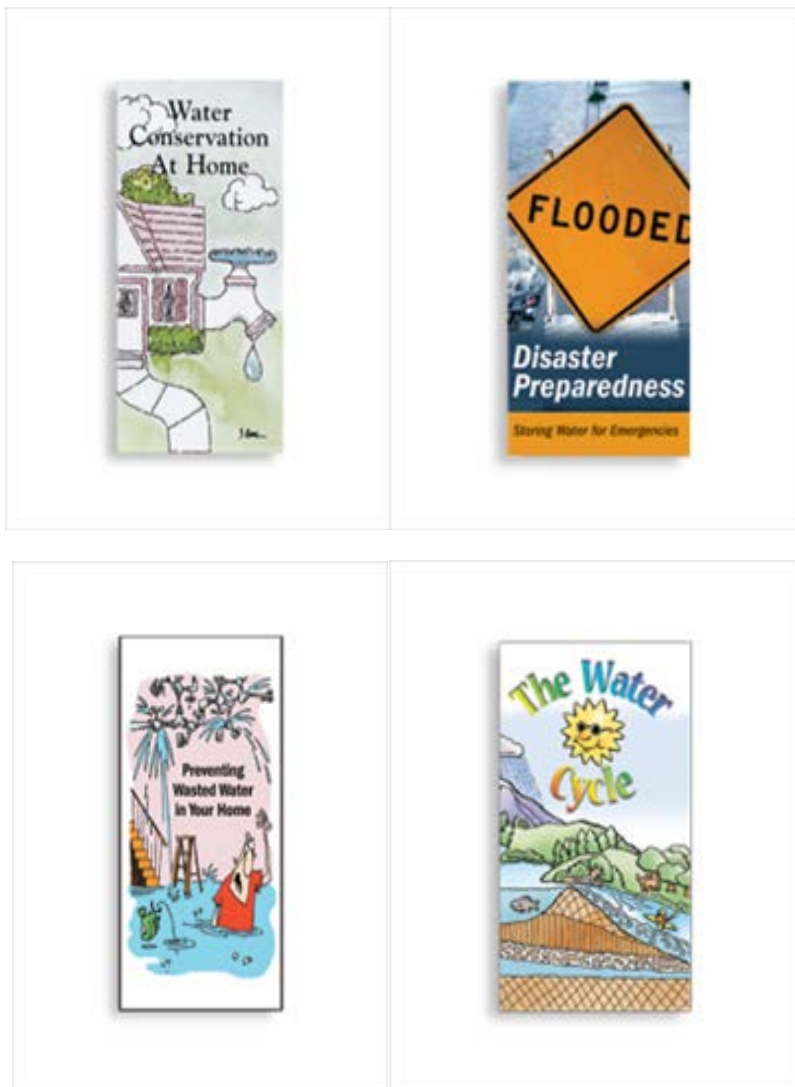 Water
Conservation
At Home
FLOODED
Disaster
Preparedness
Storing Water for Emergencies
Preventing
Wasted Water
in Your Home
The Water
Cycle